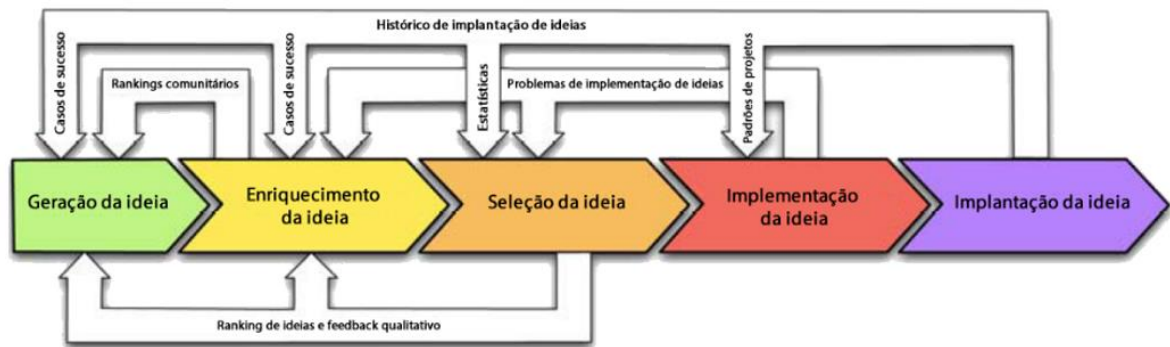 Histórico de implantação de ideias
Casos de sucesso
Rankings comunitários
Casos de sucesso
Estatísticas
Problemas de implementação de ideias
Padrões de projetos
Geração da ideia
Enriquecimento
da ideia
Seleção da ideia
Implementação
da ideia
Implantação da ideia
Ranking de ideias e feedback qualitativo